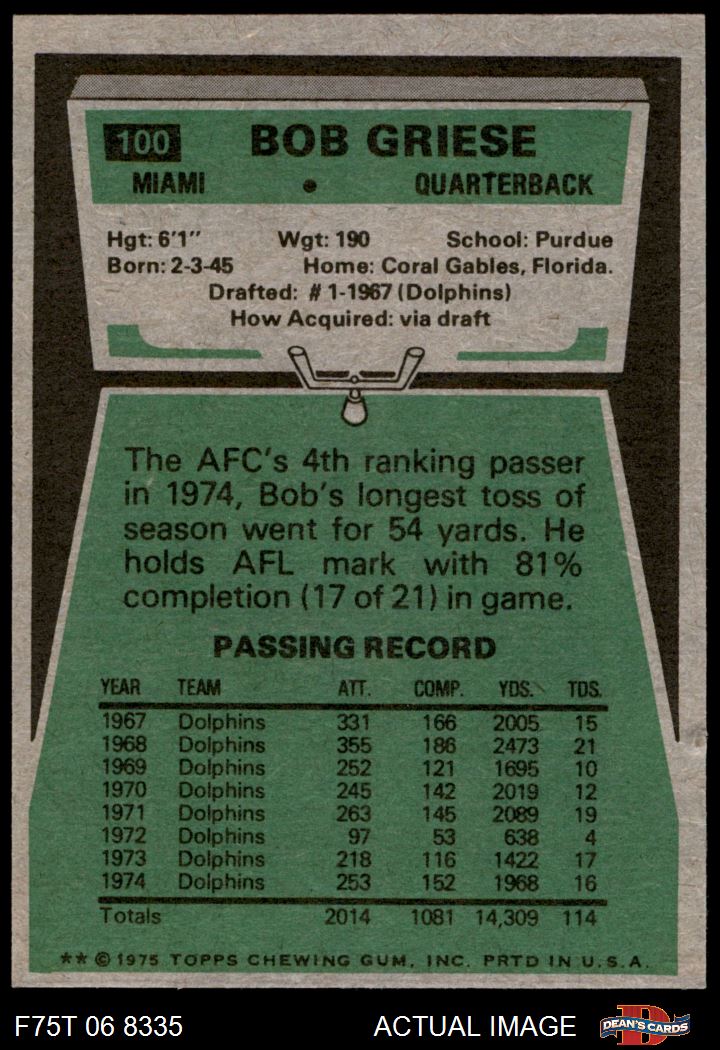 100 BOB GRIESE
MIAMI • QUARTERBACK
Hgt: 6'1" Wgt: 190 School: Purdue
Born: 2-3-45 Home: Coral Gables, Florida.
Drafted: #1-1967 (Dolphins)
How Acquired: via draft
The AFC's 4th ranking passer
in 1974, Bob's longest toss of
season went for 54 yards. He
holds AFL mark with 81%
completion (17 of 21) in game.
PASSING RECORD
YEAR TEAM ATT. COMP. YDS. TDS.
1967 Dolphins 331 166 2005 15
1968 Dolphins 355 186 2473 21
1969 Dolphins 252 121 1695 10
1970 Dolphins 245 142 2019 12
1971 Dolphins 263 145 2089 19
1972 Dolphins 97 53 638 4
1973 Dolphins 218 116 1422 17
1974 Dolphins 253 152 1968 16
Totals 2014 1081 14,309 114
** © 1975 TOPPS CHEWING GUM, INC. PRTD IN U.S.A.
F75T 06 8335 ACTUAL IMAGE D DEAN'S CARDS